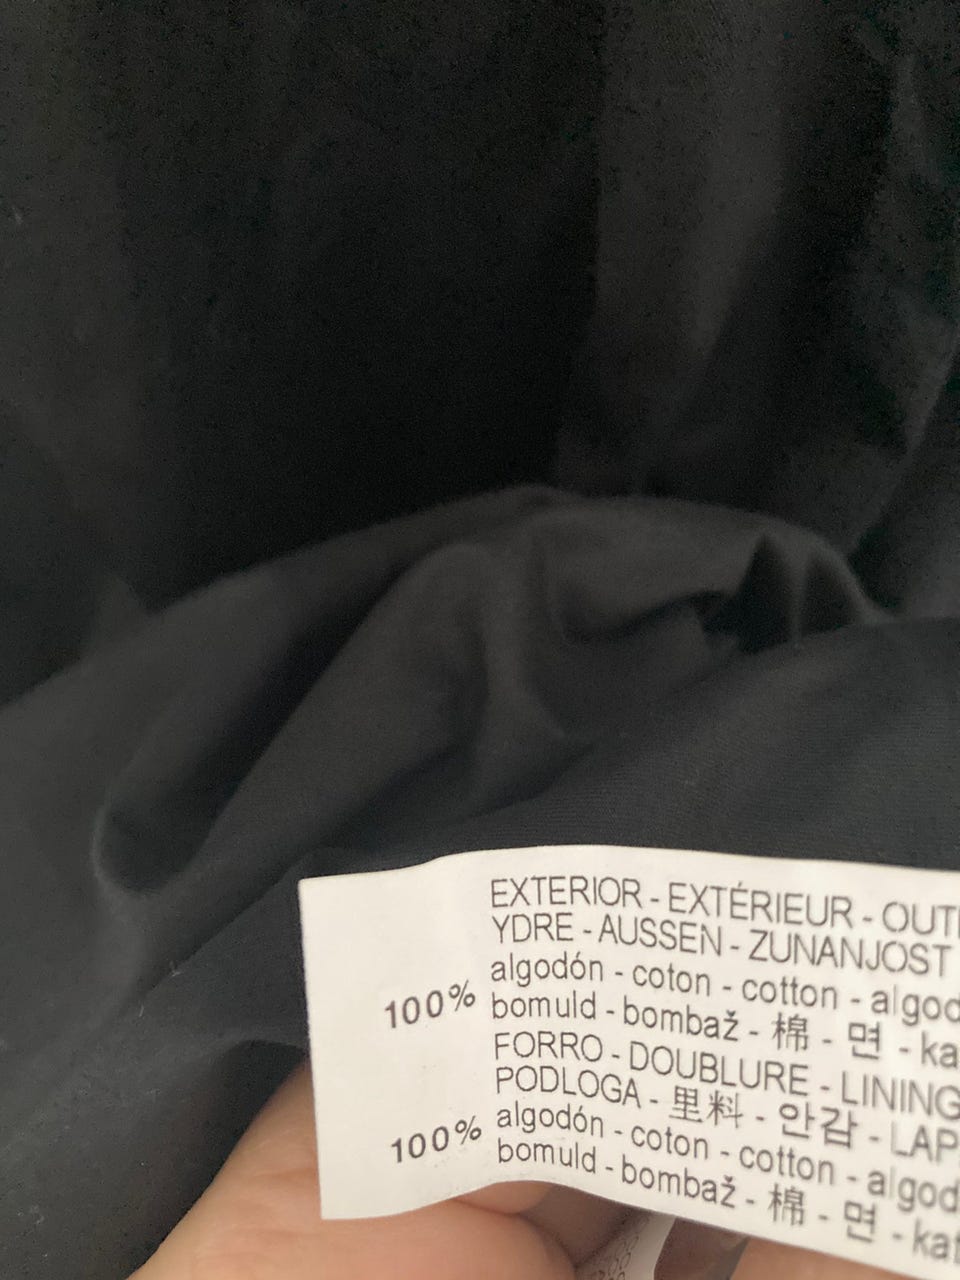 EXTERIOR - EXTÉRIEUR - OUT
YDRE - AUSSEN - ZUNANJOST
100% algodón - coton - cotton - algod
bomuld - bombaž - 棉 - 면 - ka
FORRO - DOUBLURE - LINING
PODLOGA - 里料 - 안감 - LAP
100% algodón - coton - cotton - algod
bomuld - bombaž - 棉 - 면 - kat